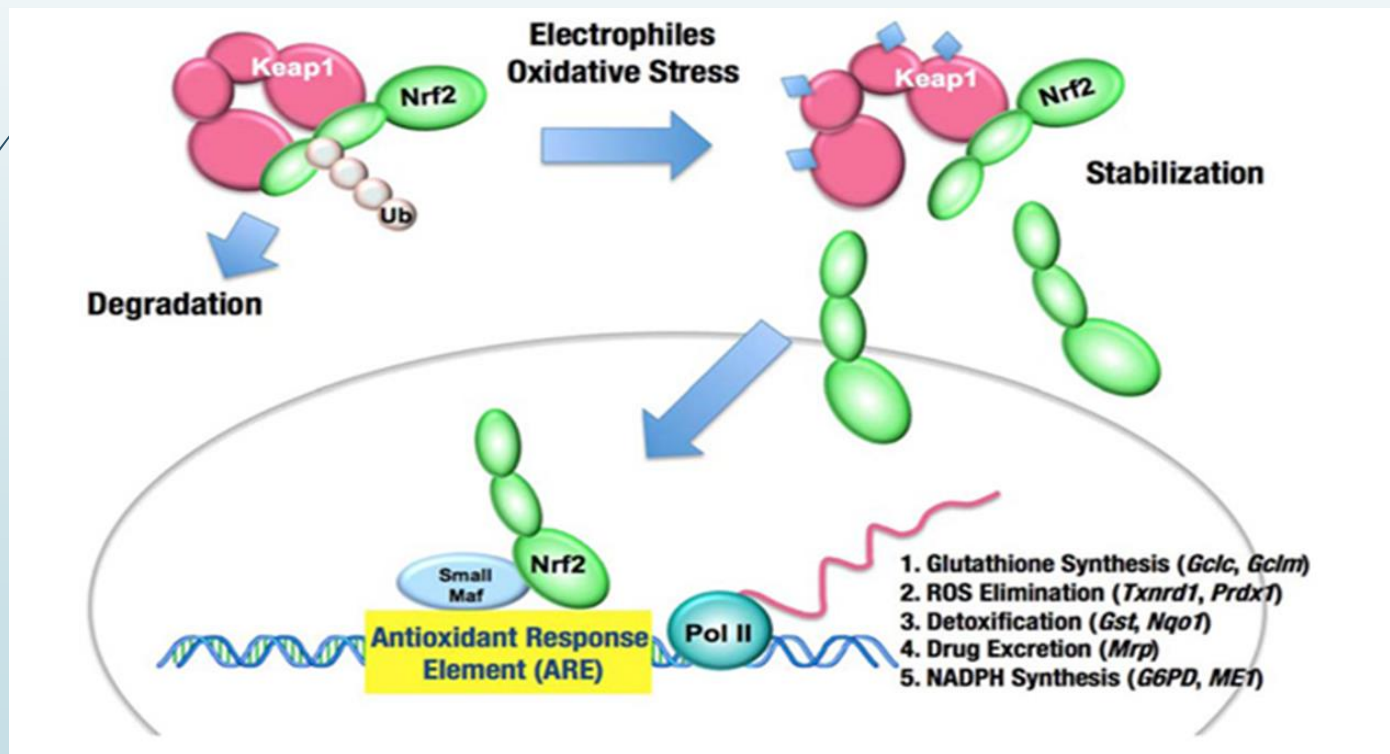 Keap1
Nrf2
Ub
Degradation
Electrophiles
Oxidative Stress
Keap1
Nrf2
Stabilization
Small
Maf
Nrf2
Antioxidant Response
Element (ARE)
Pol II
1. Glutathione Synthesis (Gclc, Gclm)
2. ROS Elimination (Txnrd1, Prdx1)
3. Detoxification (Gst, Nqo1)
4. Drug Excretion (Mrp)
5. NADPH Synthesis (G6PD, ME1)